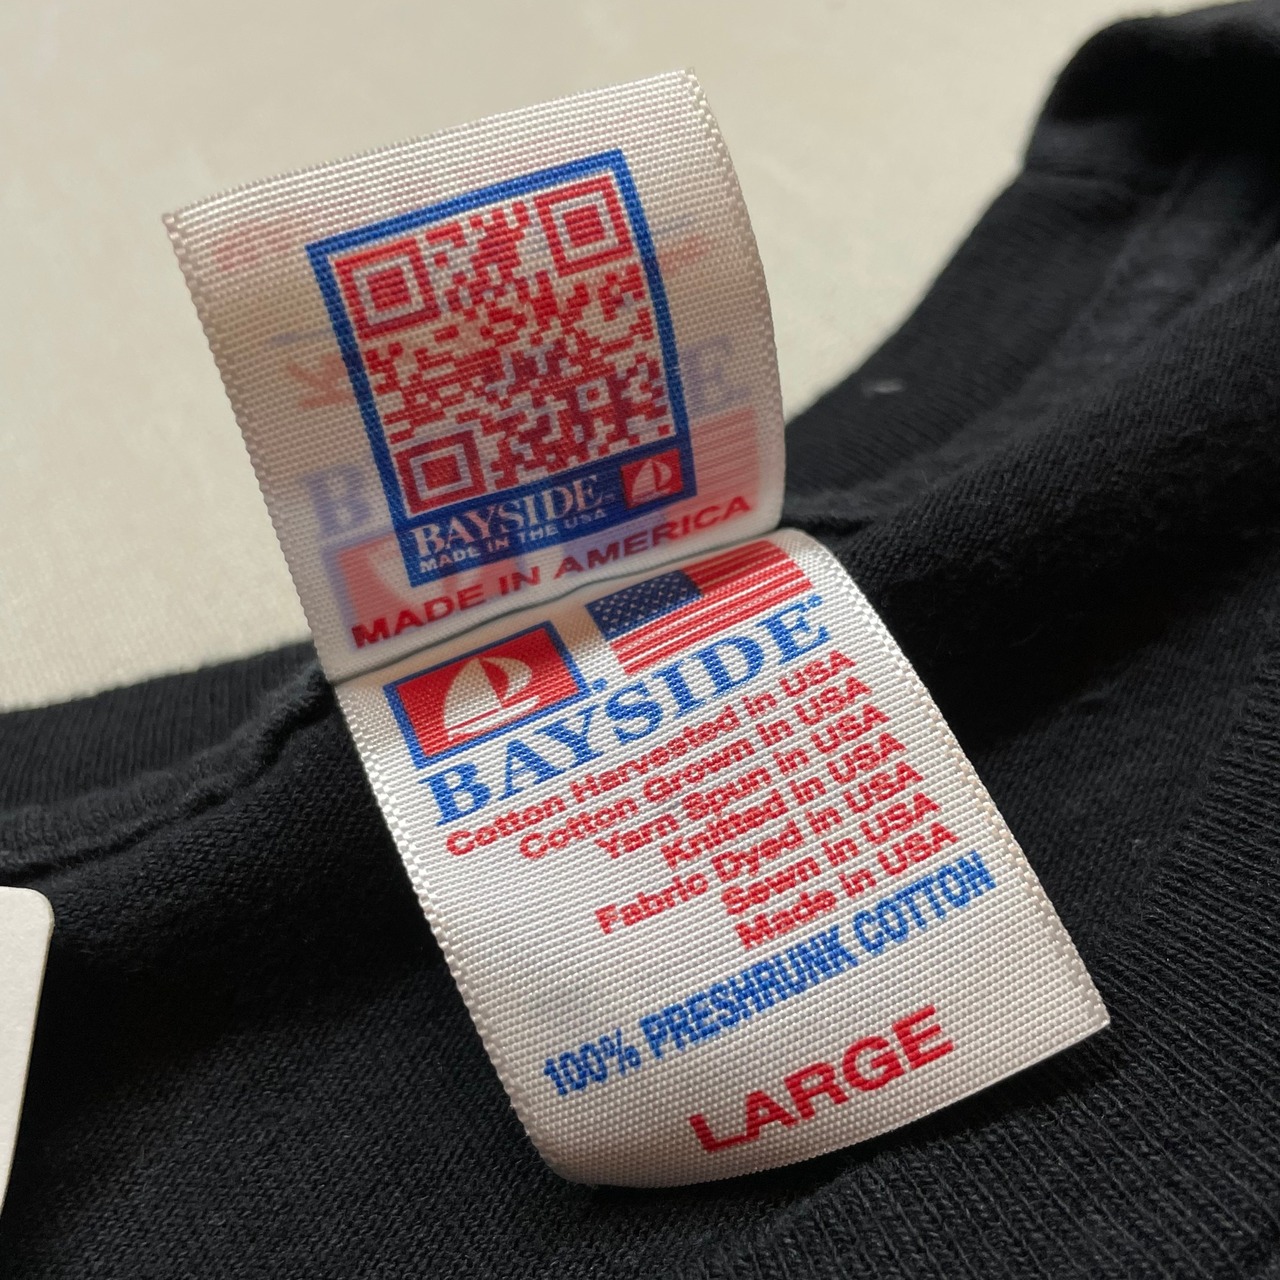 BAYSIDE™
MADE IN THE USA
MADE IN AMERICA
BAYSIDE®
Cotton Harvested in USA
Cotton Grown in USA
Yarn Spun in USA
Knitted in USA
Fabric Dyed in USA
Sewn in USA
Made in USA
100% PRESHRUNK COTTON
LARGE